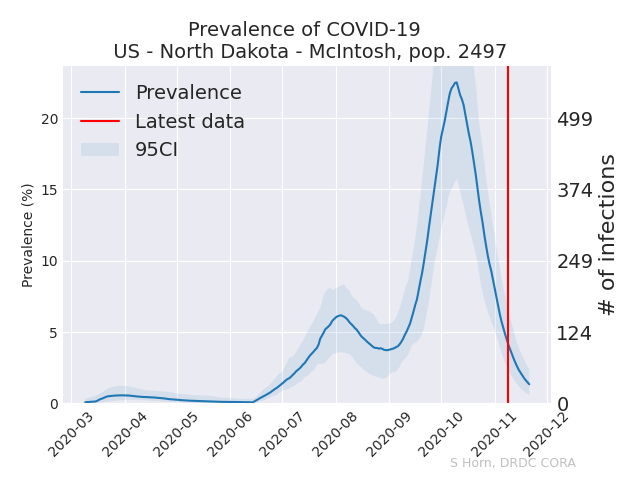 Prevalence of COVID-19
US - North Dakota - McIntosh, pop. 2497
Prevalence
Latest data
95CI
Prevalence (%)
20
15
10
5
0
499
374
249
124
0
# of infections
2020-03
2020-04
2020-05
2020-06
2020-07
2020-08
2020-09
2020-10
2020-11
2020-12
S Horn, DRDC CORA